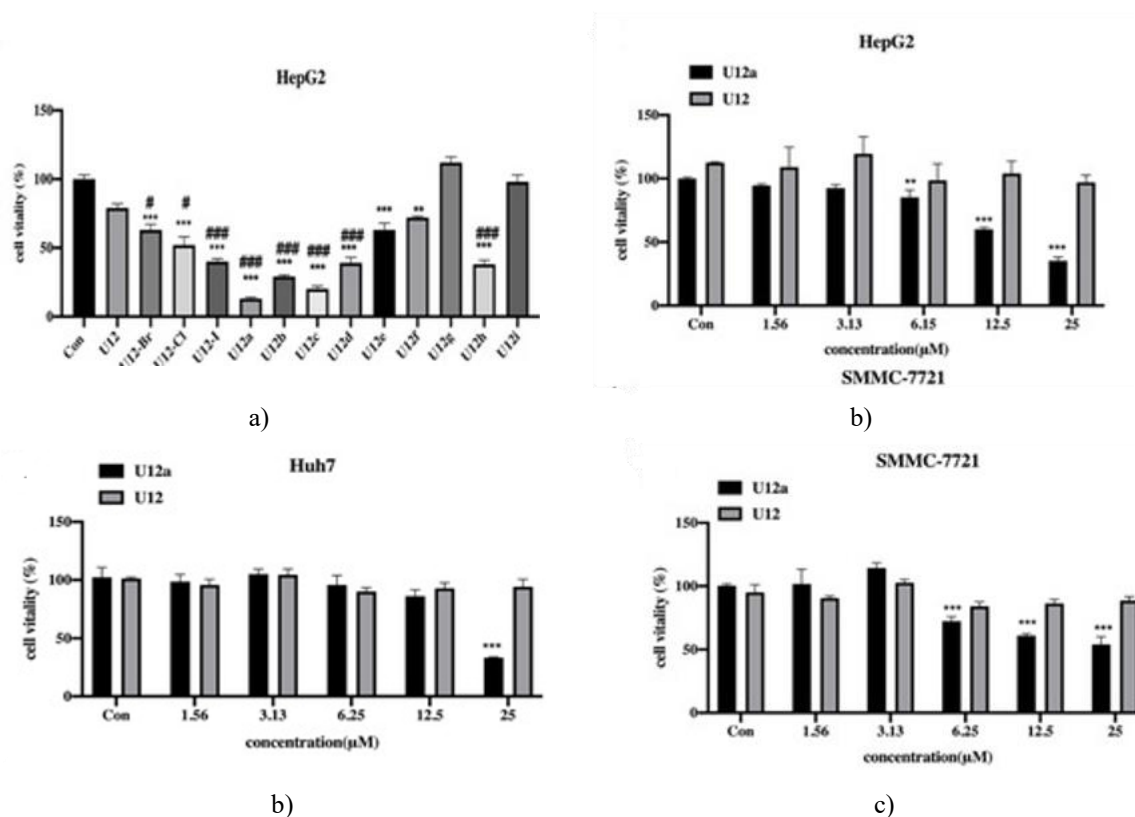 HepG2
150
100
50
0
cell vitality (%)
#
***
#
***
###
***
###
***
###
***
###
***
###
***
***
**
###
***
Con
U12
U12-Br
U12-Cl
U12-I
U12a
U12b
U12c
U12d
U12e
U12f
U12g
U12h
U12i
a)
HepG2
U12a
U12
150
100
50
0
cell vitality (%)
**
***
***
Con 1.56 3.13 6.15 12.5 25
concentration(μM)
SMMC-7721
b)
Huh7
U12a
U12
150
100
50
0
cell vitality (%)
***
Con 1.56 3.13 6.25 12.5 25
concentration(μM)
b)
SMMC-7721
U12a
U12
150
100
50
0
cell vitality (%)
***
***
***
Con 1.56 3.13 6.25 12.5 25
concentration(μM)
c)